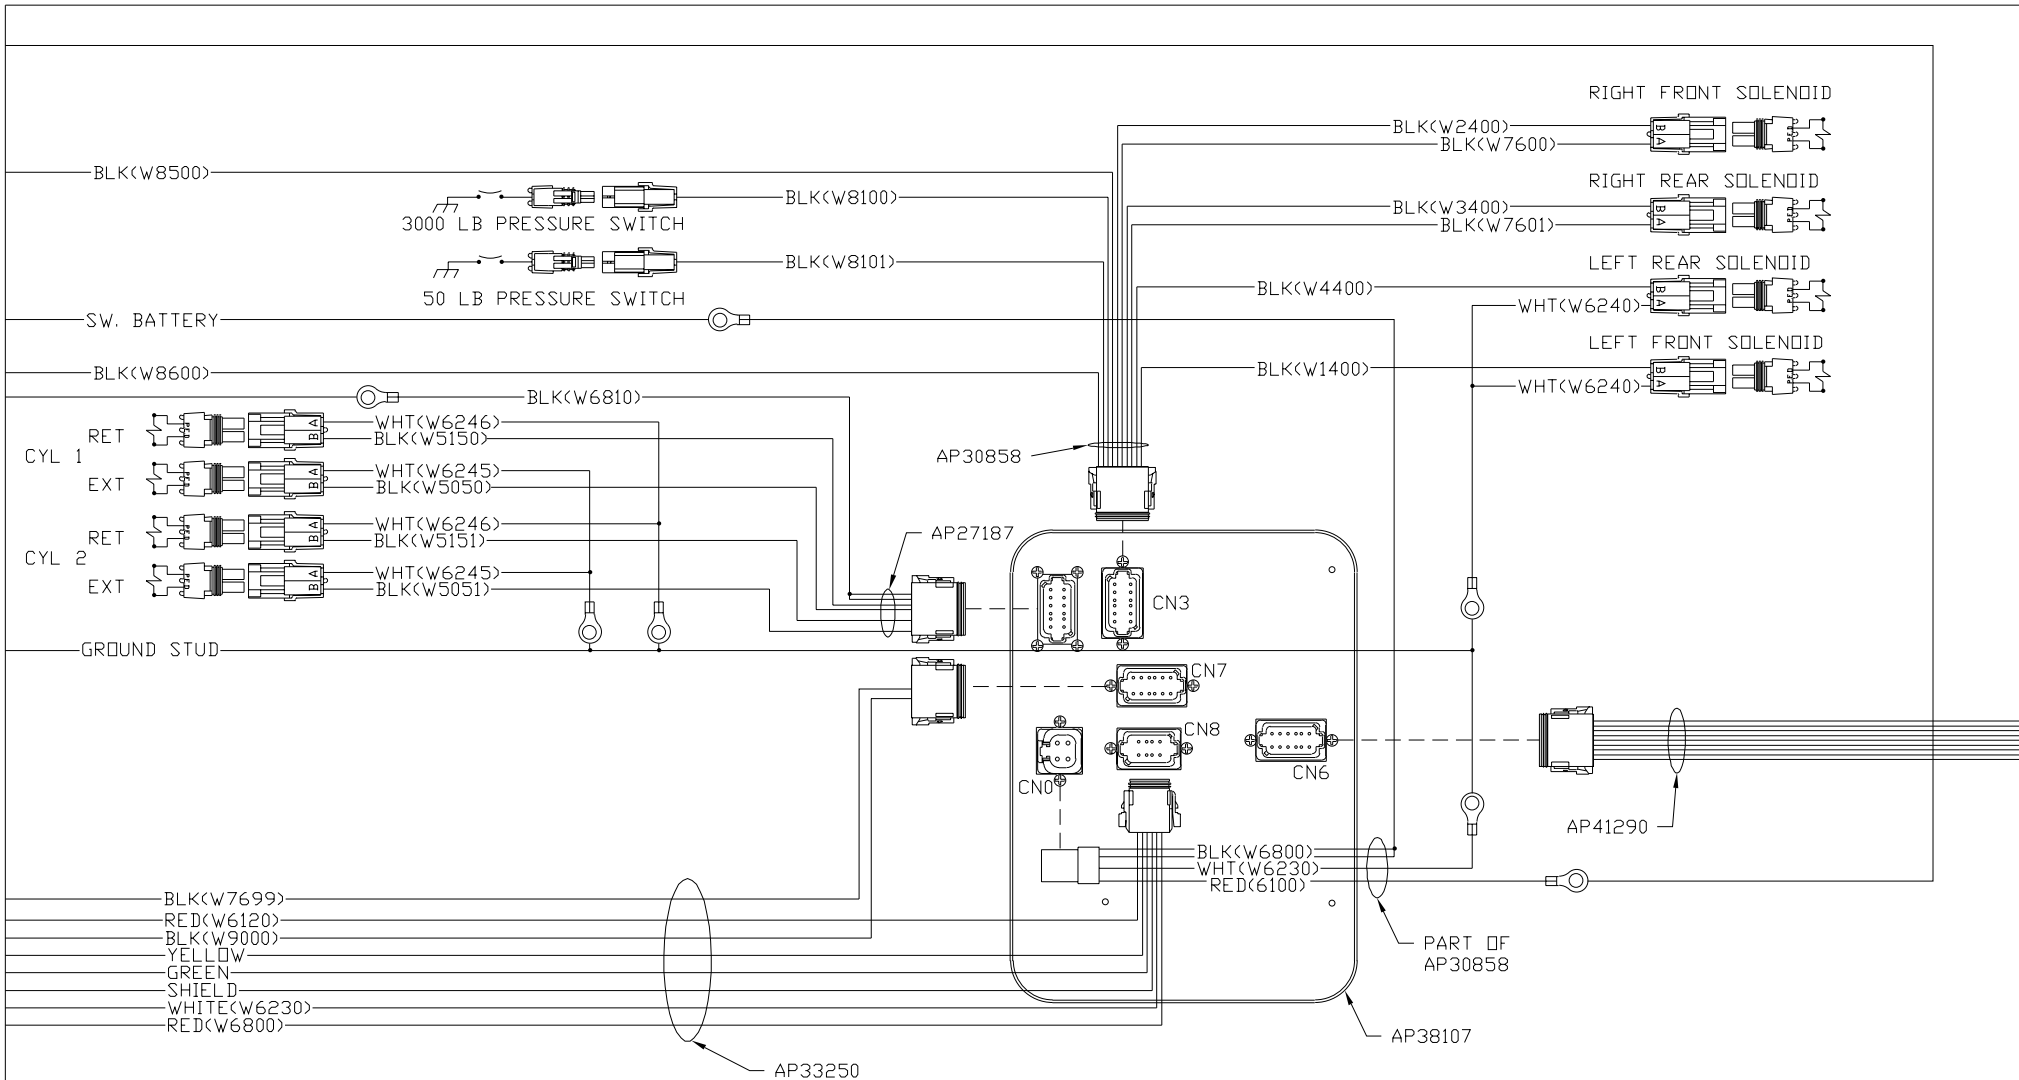 RIGHT FRONT SOLENOID
BLK(W2400)
B
A
BLK(W7600)
BLK(W8500)
RIGHT REAR SOLENOID
BLK(W8100)
BLK(W3400)
B
A
BLK(W7601)
3000 LB PRESSURE SWITCH
BLK(W8101)
LEFT REAR SOLENOID
BLK(W4400)
B
A
50 LB PRESSURE SWITCH
WHT(W6240)
SW. BATTERY
LEFT FRONT SOLENOID
BLK(W8600)
BLK(W1400)
B
A
WHT(W6240)
BLK(W6810)
CYL 1
RET
A
B
WHT(W6246)
BLK(W5150)
EXT
A
B
WHT(W6245)
BLK(W5050)
AP30858
CYL 2
RET
A
B
WHT(W6246)
BLK(W5151)
EXT
A
B
WHT(W6245)
BLK(W5051)
AP27187
CN3
GROUND STUD
CN7
CN8
CN6
CN0
AP41290
BLK(W6800)
WHT(W6230)
RED(6100)
BLK(W7699)
RED(W6120)
BLK(W9000)
YELLOW
GREEN
SHIELD
WHITE(W6230)
RED(W6800)
PART OF
AP30858
AP38107
AP33250